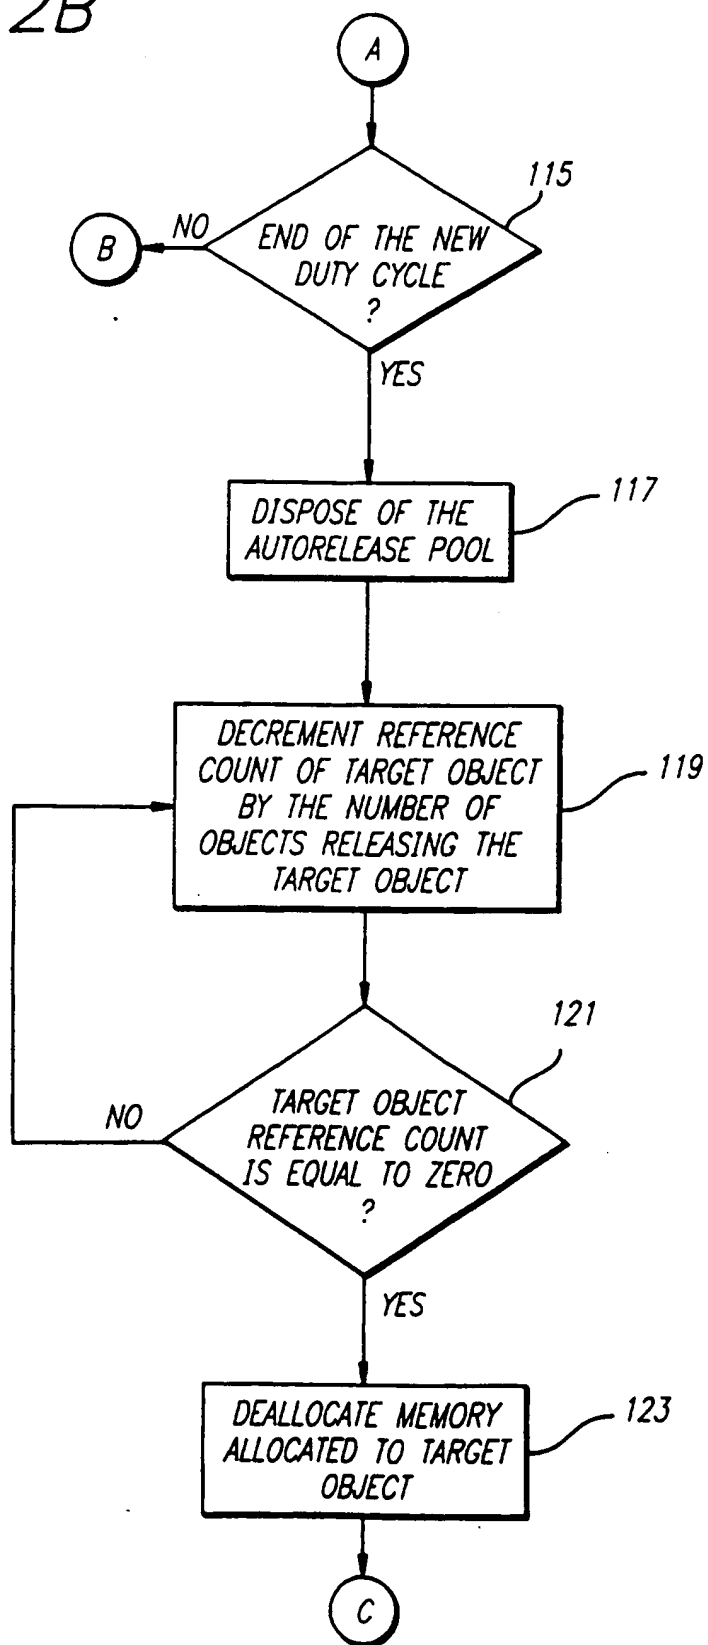 2B
A
115
END OF THE NEW
DUTY CYCLE
?
NO
B
YES
117
DISPOSE OF THE
AUTORELEASE POOL
DECREMENT REFERENCE
COUNT OF TARGET OBJECT
BY THE NUMBER OF
OBJECTS RELEASING THE
TARGET OBJECT
119
121
TARGET OBJECT
REFERENCE COUNT
IS EQUAL TO ZERO
?
NO
YES
DEALLOCATE MEMORY
ALLOCATED TO TARGET
OBJECT
123
C